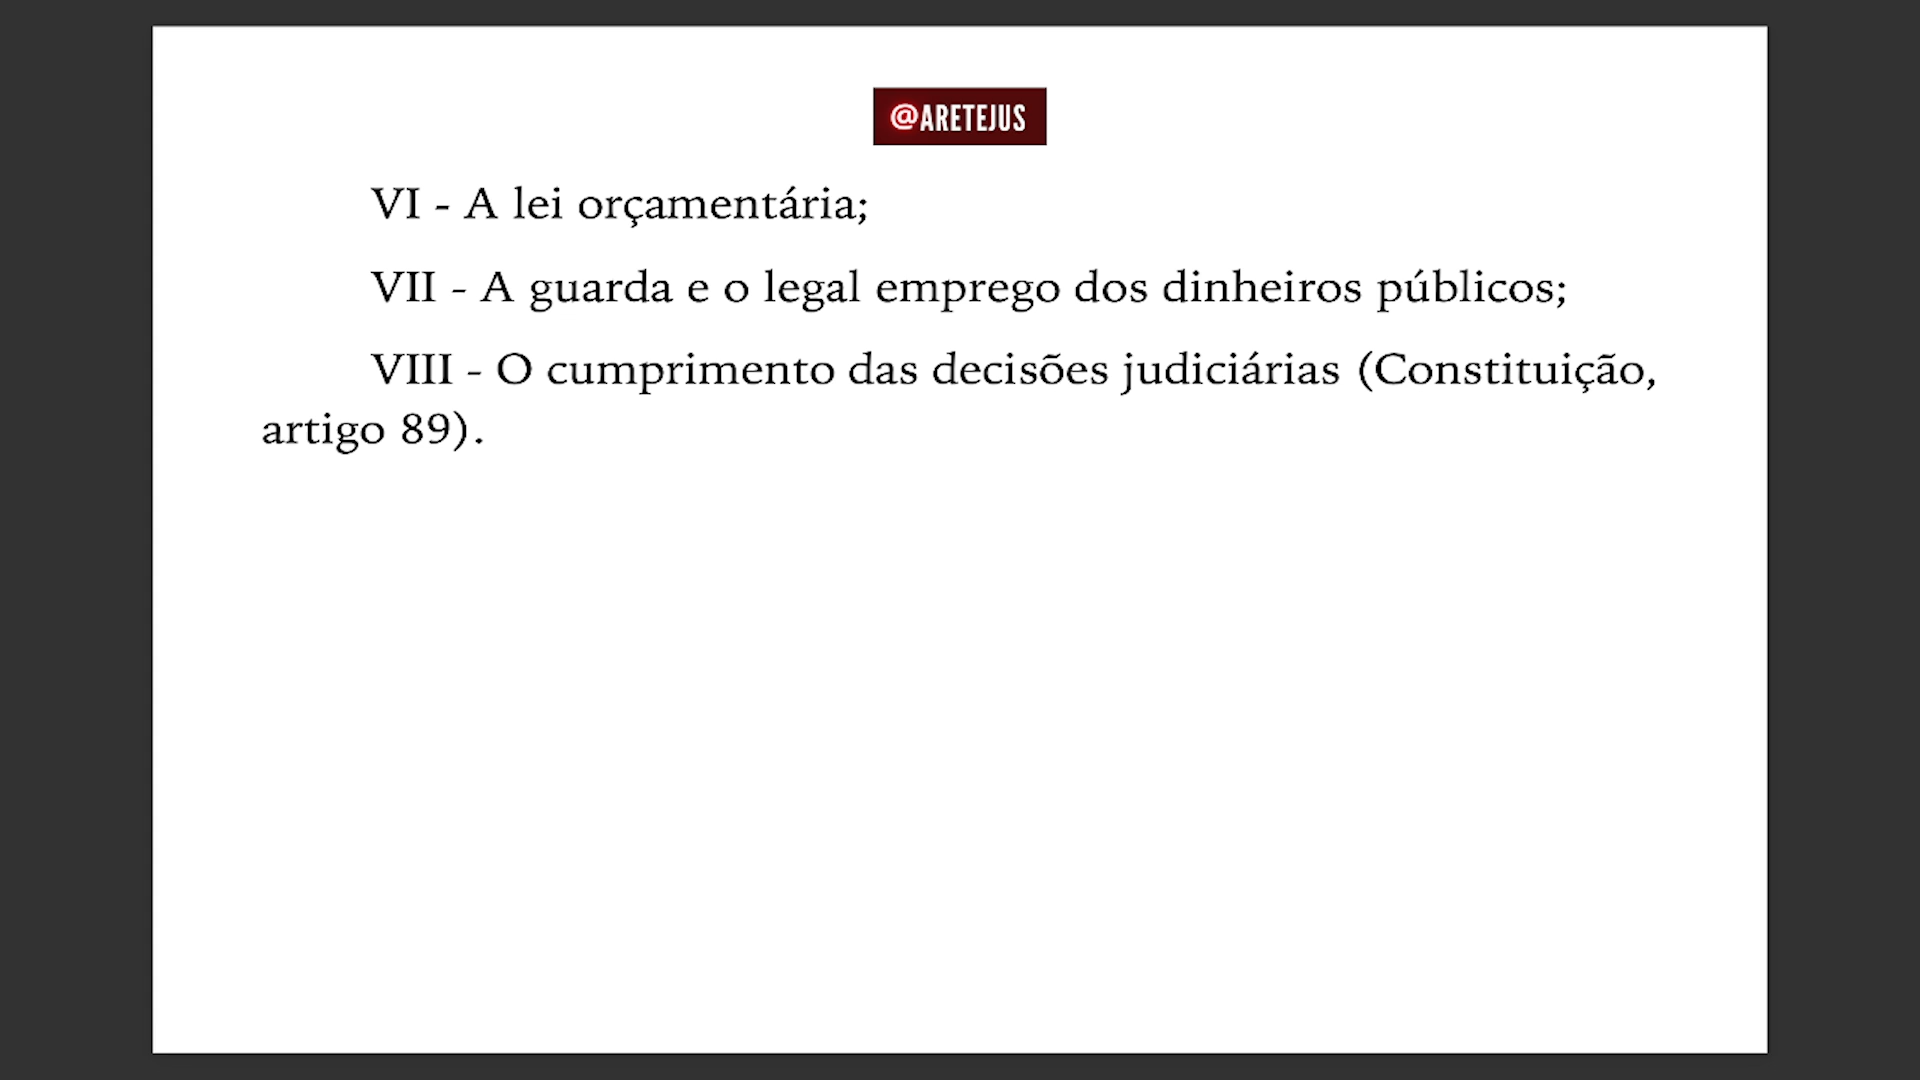 @ARETEJUS
VI - A lei orçamentária;
VII - A guarda e o legal emprego dos dinheiros públicos;
VIII - O cumprimento das decisões judiciárias (Constituição,
artigo 89).